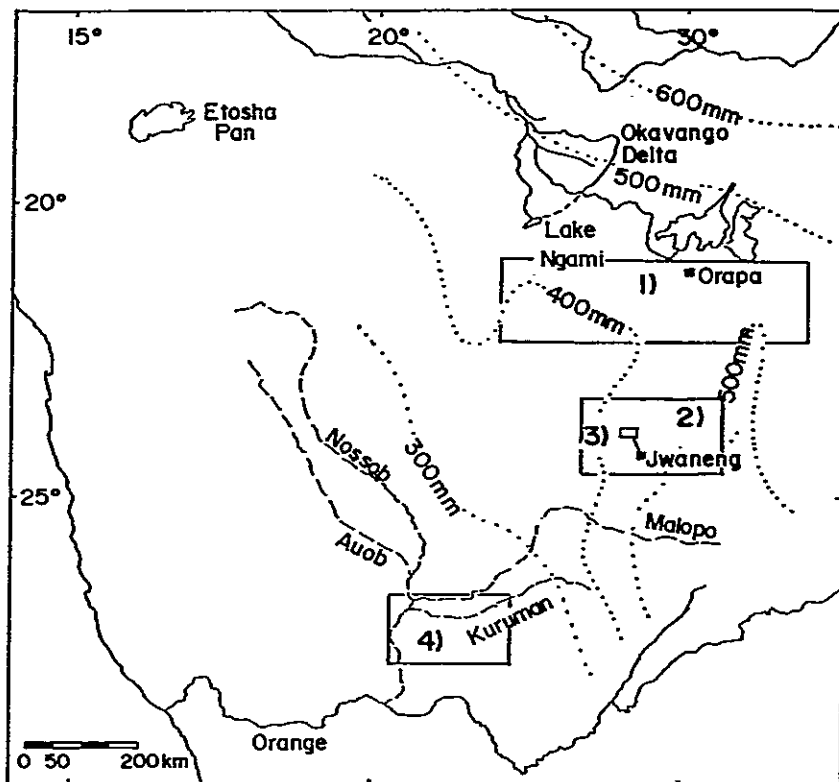 15°
20°
30°
600mm
Etosha
Pan
Okavango
Delta
500mm
20°
Lake
Ngami
1)
Orapa
400mm
500mm
2)
3)
Jwaneng
300mm
Nossob
25°
Malopo
Auob
Kuruman
4)
Orange
0 50 200km